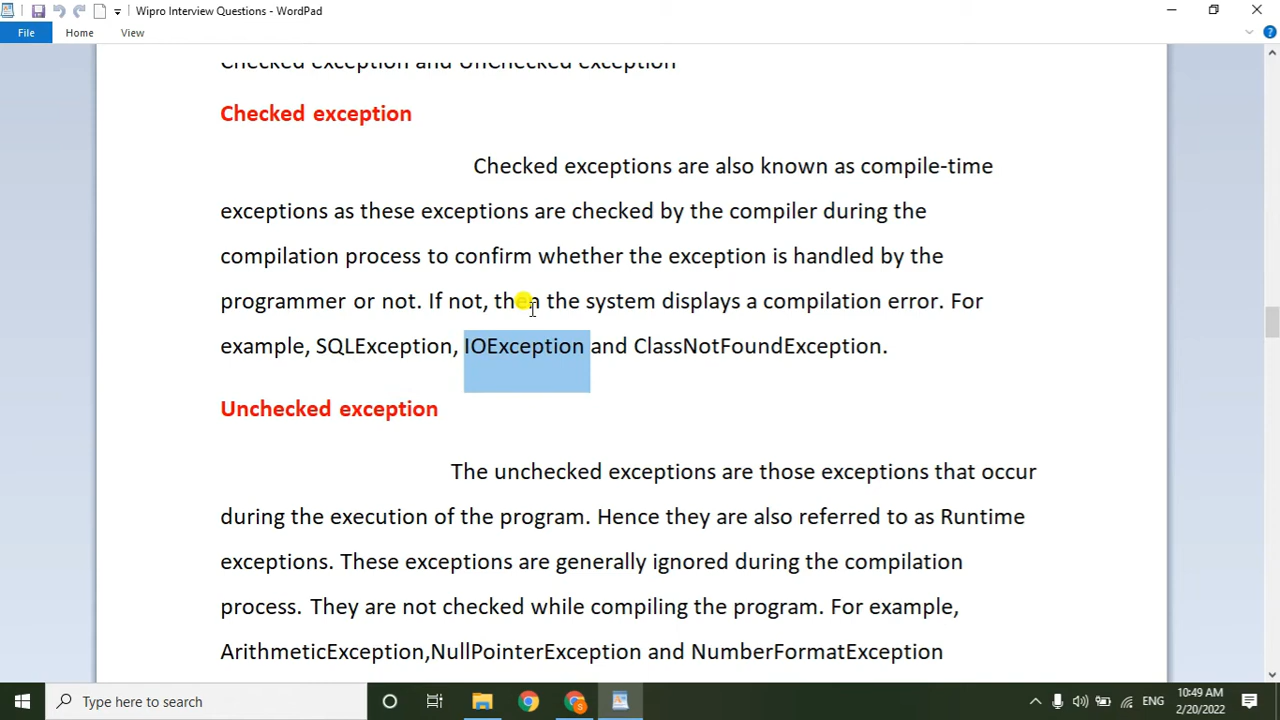 Wipro Interview Questions - WordPad
File Home View
Checked exception and UnChecked exception
Checked exception
Checked exceptions are also known as compile-time
exceptions as these exceptions are checked by the compiler during the
compilation process to confirm whether the exception is handled by the
programmer or not. If not, then the system displays a compilation error. For
example, SQLException, IOException and ClassNotFoundException.
Unchecked exception
The unchecked exceptions are those exceptions that occur
during the execution of the program. Hence they are also referred to as Runtime
exceptions. These exceptions are generally ignored during the compilation
process. They are not checked while compiling the program. For example,
ArithmeticException,NullPointerException and NumberFormatException
Type here to search
ENG
10:49 AM
2/20/2022